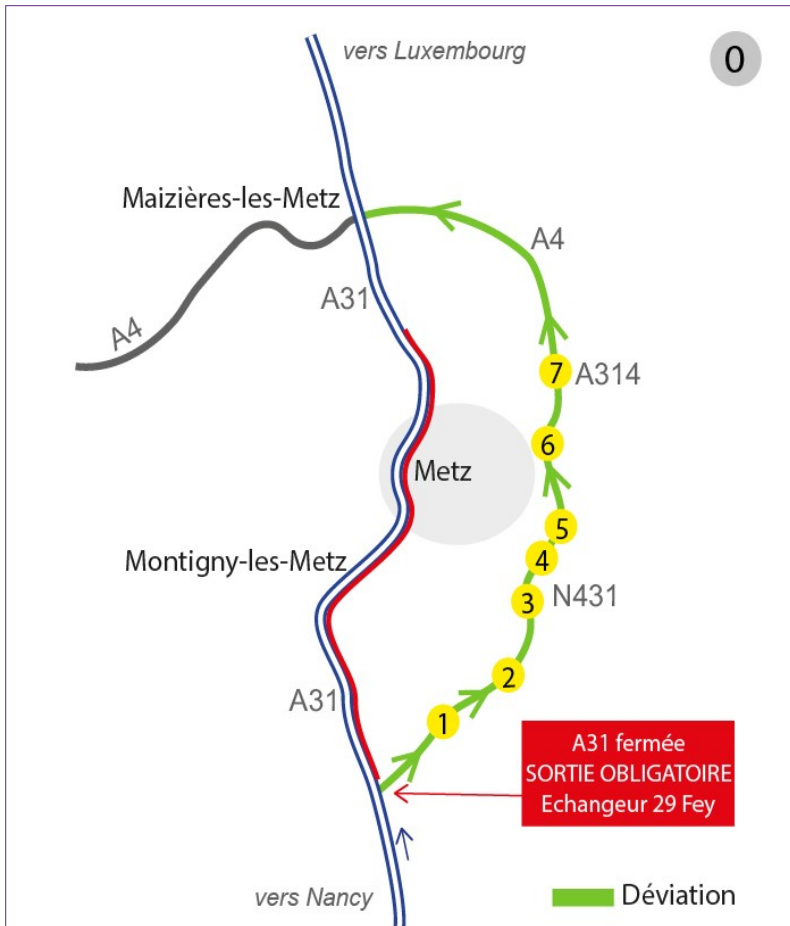 vers Luxembourg
0
Maizières-les-Metz
A4
A31
A4
7
A314
6
Metz
5
Montigny-les-Metz
4
3
N431
2
A31
1
A31 fermée
SORTIE OBLIGATOIRE
Echangeur 29 Fey
vers Nancy
Déviation